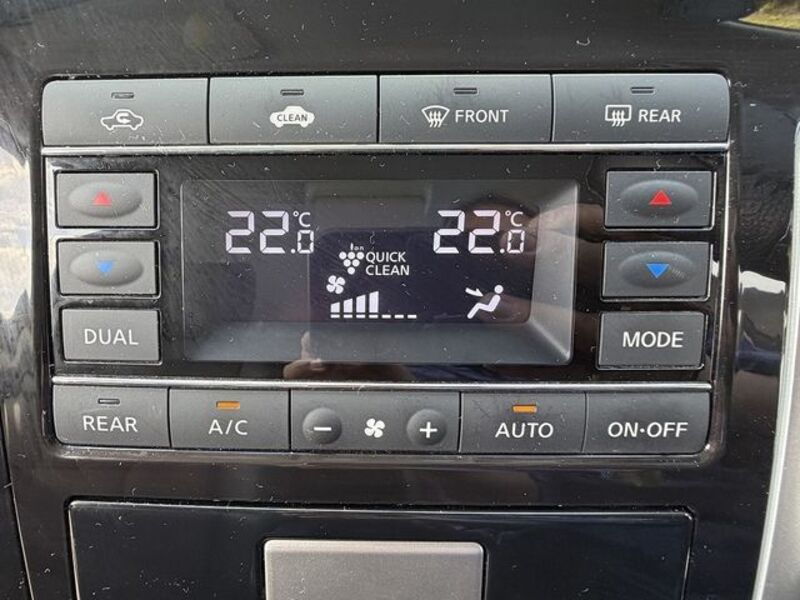 CLEAN
FRONT
REAR
22.0°C
22.0°C
ion
QUICK
CLEAN
DUAL
MODE
REAR
A/C
−
+
AUTO
ON·OFF